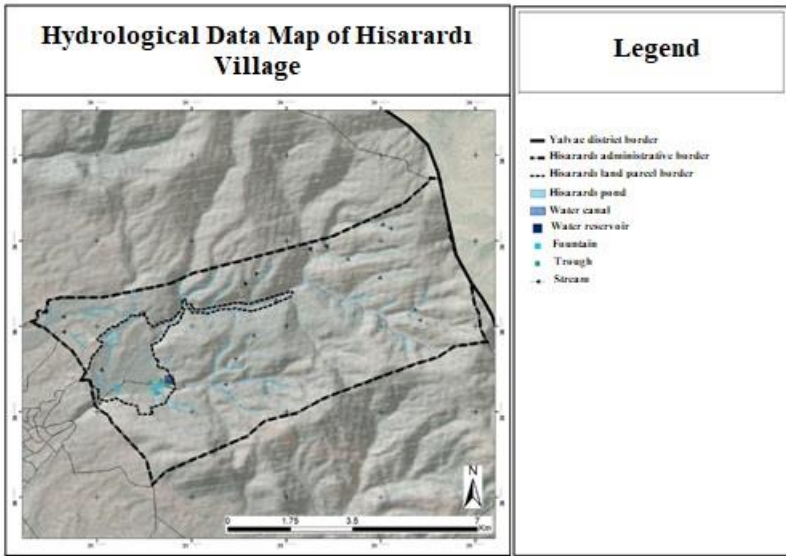 Hydrological Data Map of Hisarardı
Village
Legend
Yalvac district border
Hisarardı administrative border
Hisarardı land parcel border
Hisarardı pond
Water canal
Water reservoir
Fountain
Trough
Stream
N
0 1.75 3.5 7
Km